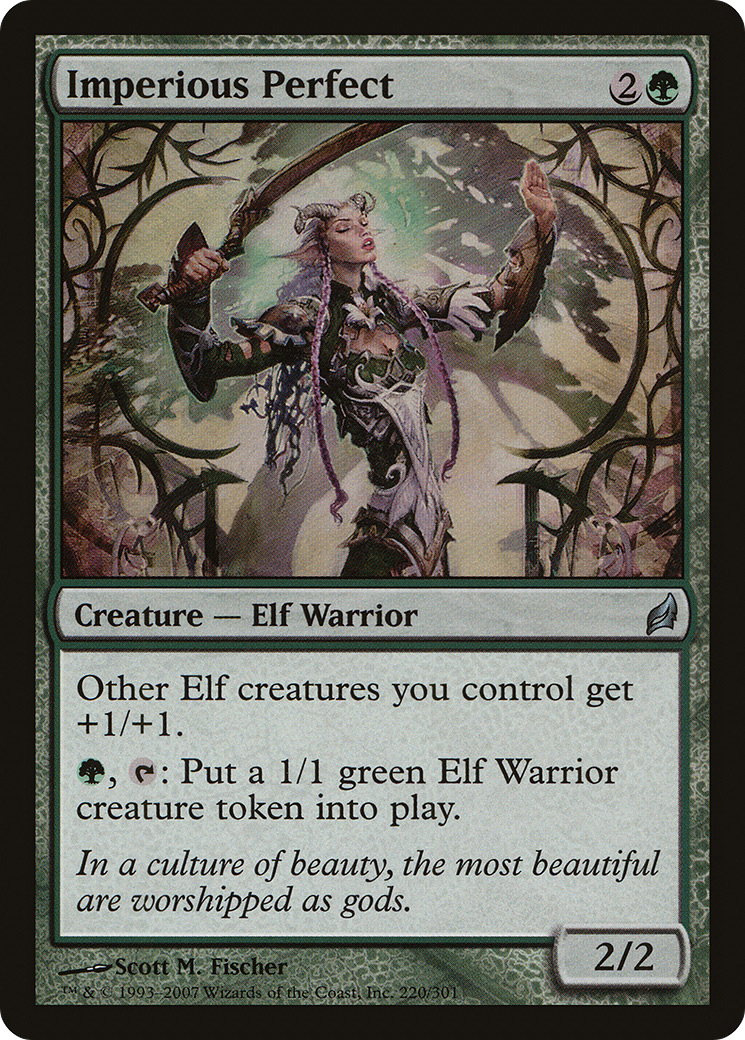 Imperious Perfect 2
Creature — Elf Warrior
Other Elf creatures you control get
+1/+1.
, : Put a 1/1 green Elf Warrior
creature token into play.
In a culture of beauty, the most beautiful
are worshipped as gods.
2/2
Scott M. Fischer
™ & © 1993–2007 Wizards of the Coast, Inc. 220/301